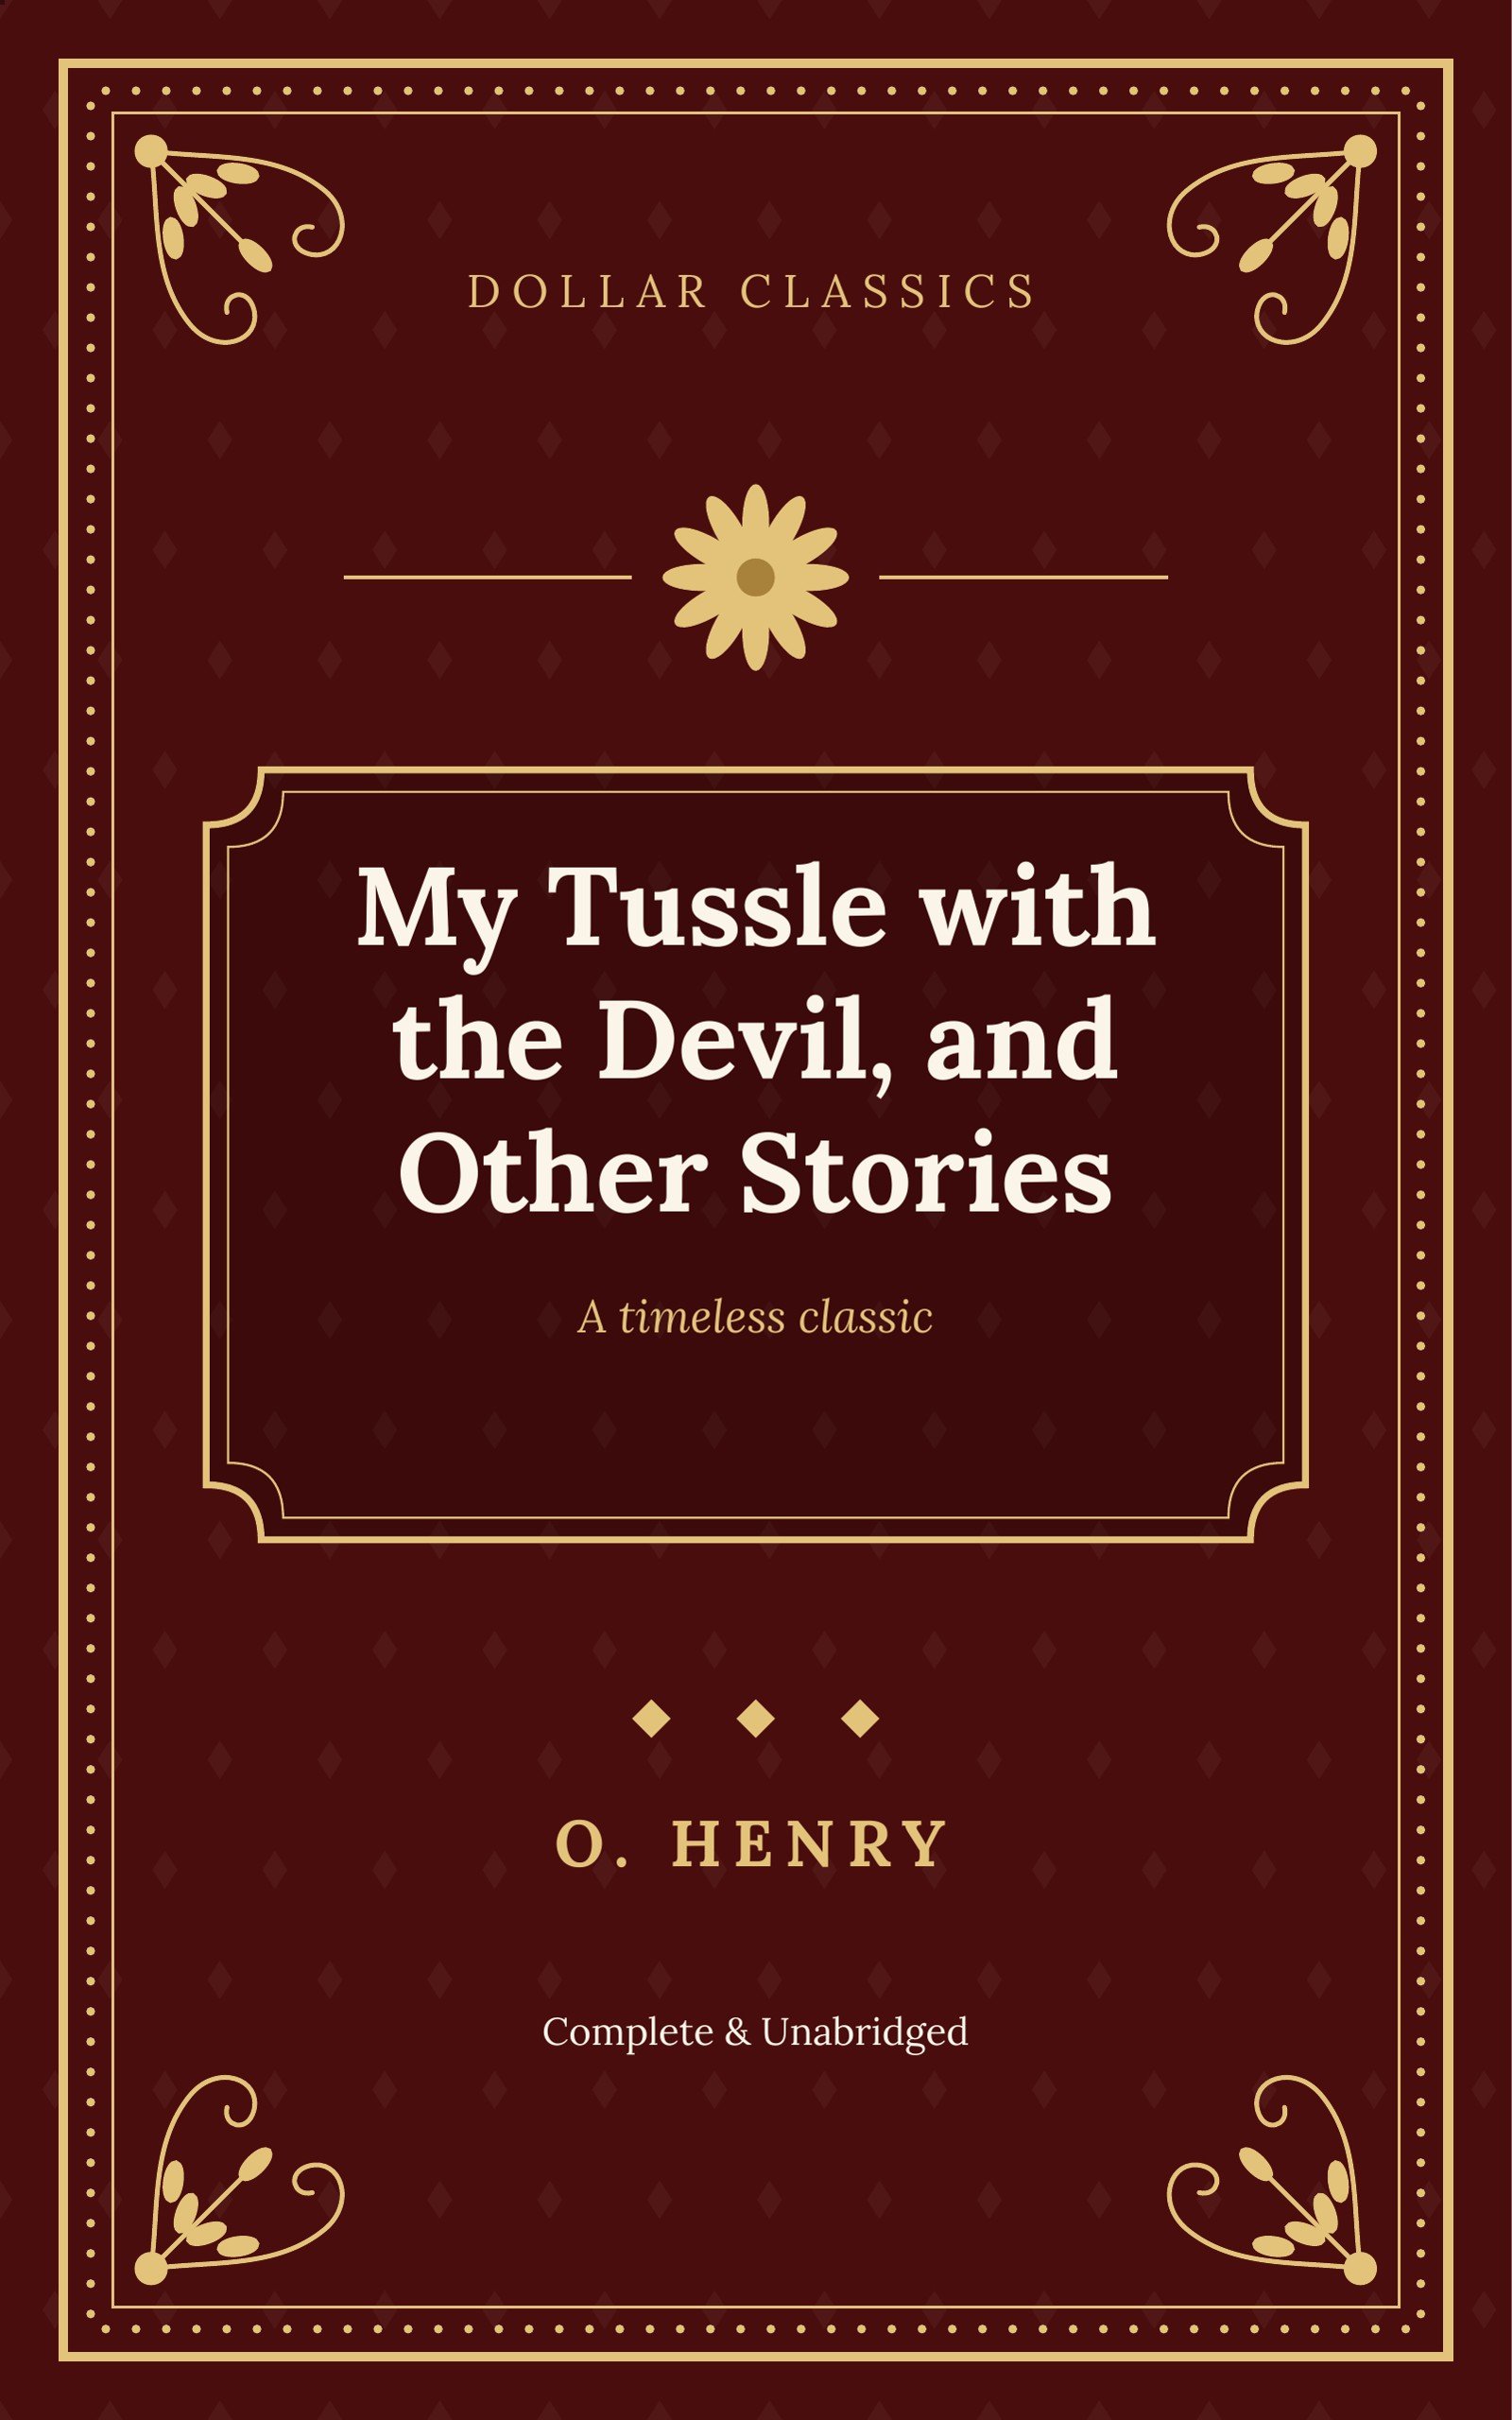 DOLLAR CLASSICS
My Tussle with
the Devil, and
Other Stories
A timeless classic
O. HENRY
Complete & Unabridged